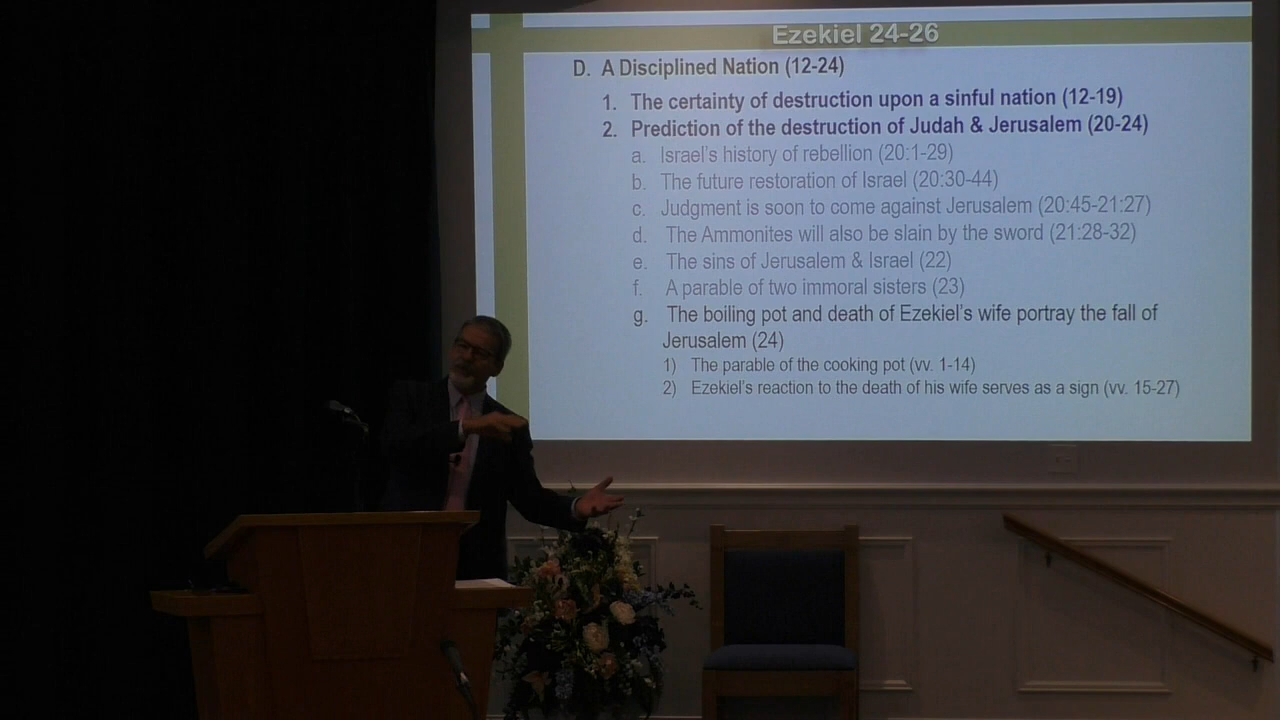 Ezekiel 24-26
D. A Disciplined Nation (12-24)
1. The certainty of destruction upon a sinful nation (12-19)
2. Prediction of the destruction of Judah & Jerusalem (20-24)
a. Israel's history of rebellion (20:1-29)
b. The future restoration of Israel (20:30-44)
c. Judgment is soon to come against Jerusalem (20:45-21:27)
d. The Ammonites will also be slain by the sword (21:28-32)
e. The sins of Jerusalem & Israel (22)
f. A parable of two immoral sisters (23)
g. The boiling pot and death of Ezekiel's wife portray the fall of
Jerusalem (24)
1) The parable of the cooking pot (vv. 1-14)
2) Ezekiel's reaction to the death of his wife serves as a sign (vv. 15-27)